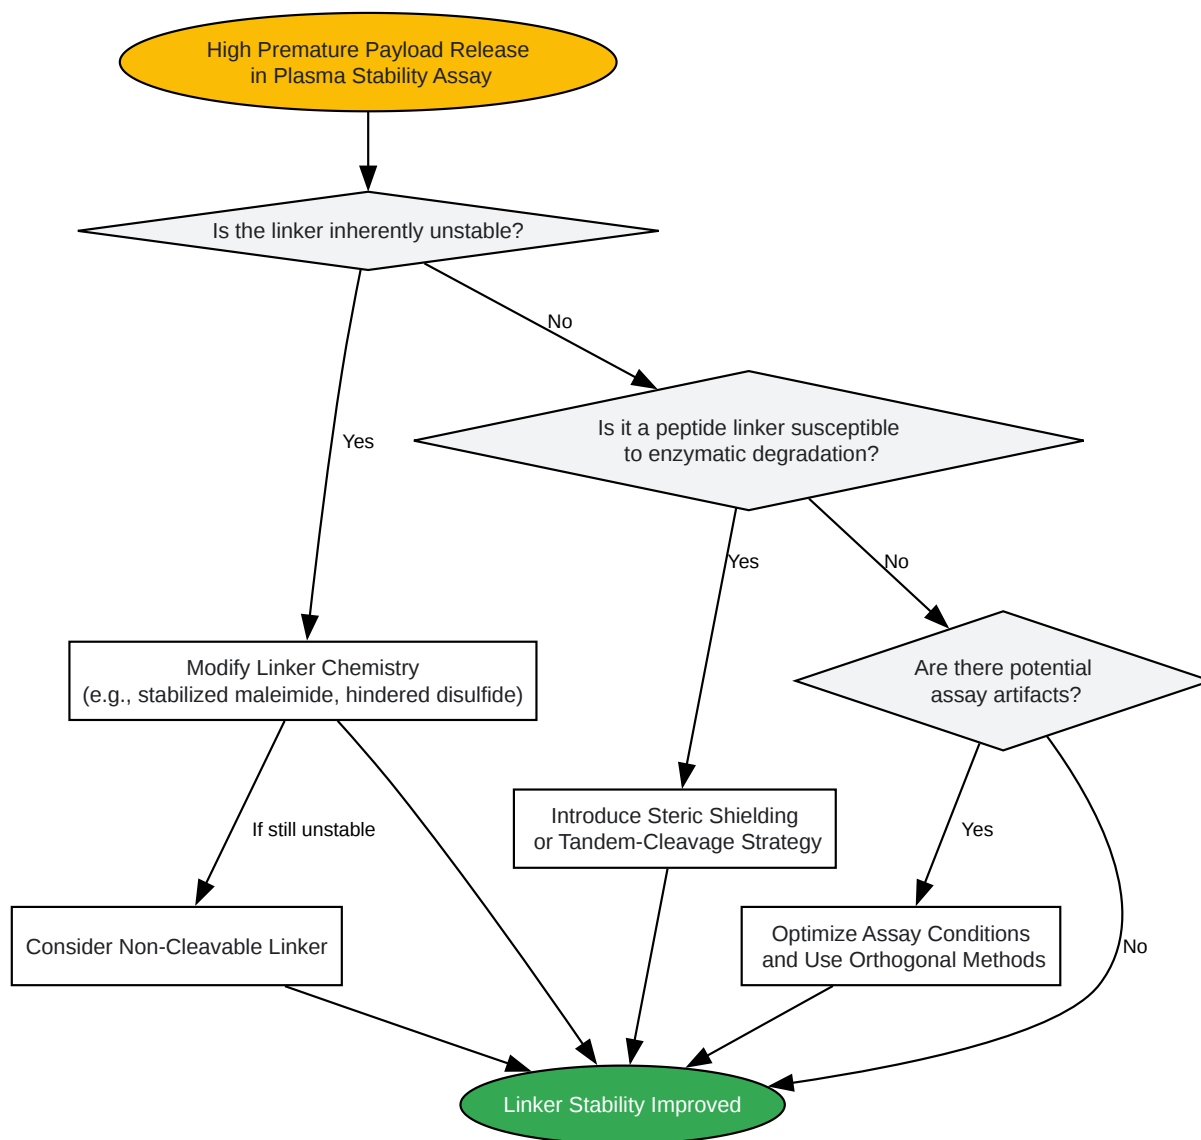 High Premature Payload Release
in Plasma Stability Assay
Is the linker inherently unstable?
No
Is it a peptide linker susceptible
to enzymatic degradation?
Yes
Yes
No
Modify Linker Chemistry
(e.g., stabilized maleimide, hindered disulfide)
Are there potential
assay artifacts?
If still unstable
Introduce Steric Shielding
or Tandem-Cleavage Strategy
Yes
Consider Non-Cleavable Linker
Optimize Assay Conditions
and Use Orthogonal Methods
No
Linker Stability Improved